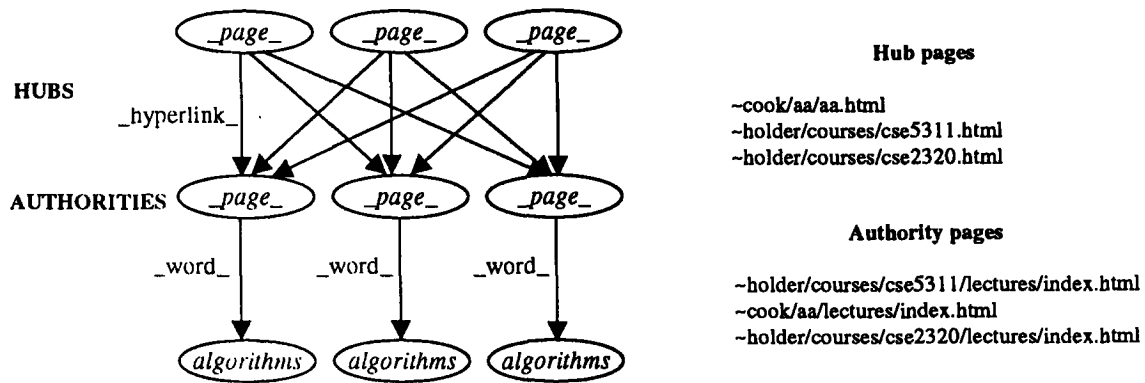 _page_ _page_ _page_
Hub pages
HUBS
_hyperlink_
~cook/aa/aa.html
~holder/courses/cse5311.html
~holder/courses/cse2320.html
AUTHORITIES _page_ _page_ _page_
Authority pages
_word_ _word_ _word_
~holder/courses/cse5311/lectures/index.html
~cook/aa/lectures/index.html
~holder/courses/cse2320/lectures/index.html
algorithms algorithms algorithms